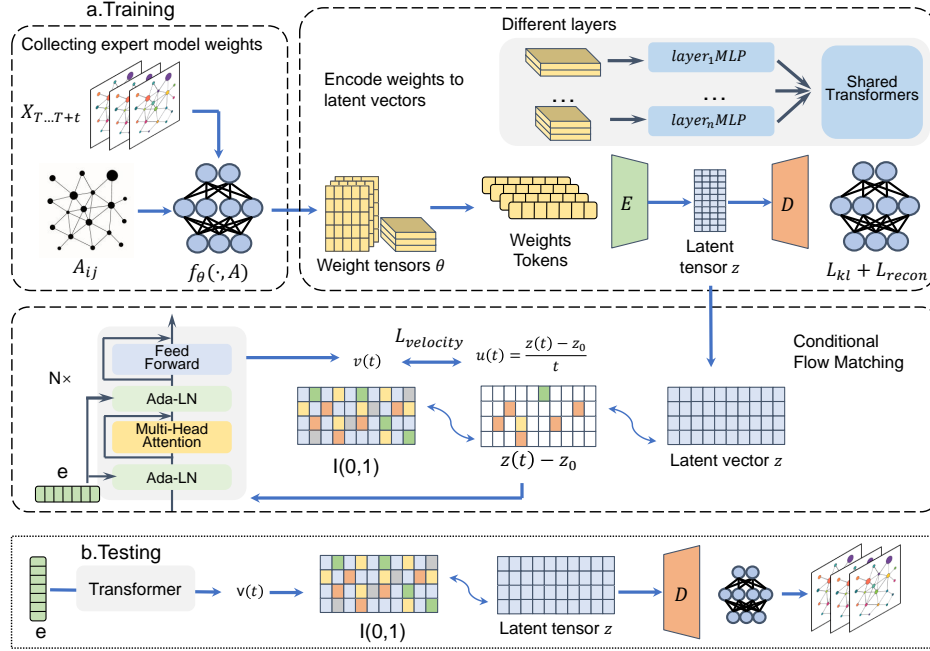 a.Training
Collecting expert model weights
X_{T...T+t}
A_{ij}
f_θ(·, A)
Encode weights to
latent vectors
Different layers
layer_1MLP
...
...
layer_nMLP
Shared
Transformers
Weight tensors θ
Weights
Tokens
E
Latent
tensor z
D
L_{kl} + L_{recon}
N×
Feed
Forward
Ada-LN
Multi-Head
Attention
Ada-LN
e
v(t)
L_{velocity}
u(t) = \frac{z(t) − z_0}{t}
Conditional
Flow Matching
I(0,1)
z(t) − z_0
Latent vector z
b.Testing
e
Transformer
v(t)
I(0,1)
Latent tensor z
D